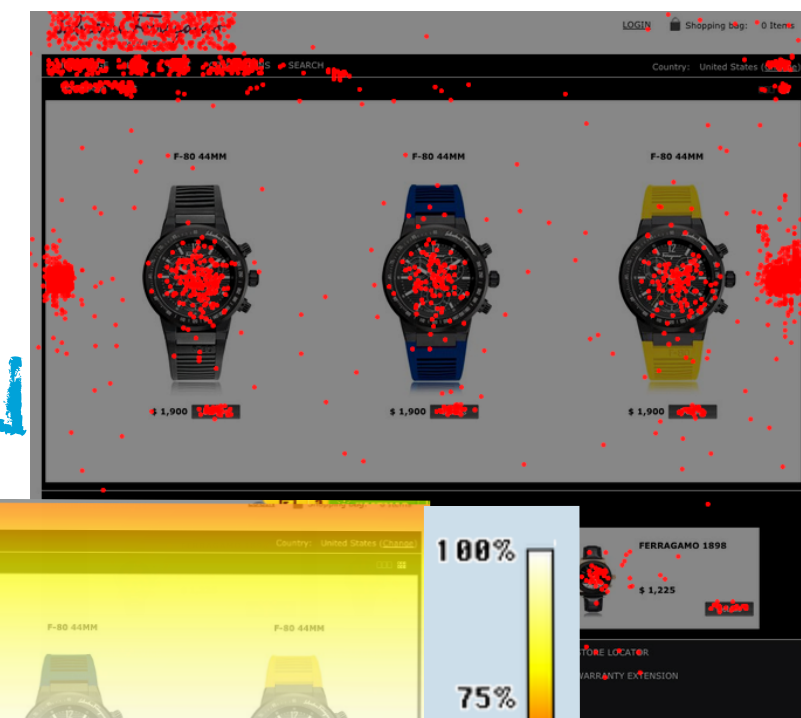 Salvatore Ferragamo
LOGIN Shopping bag: 0 Items
SEARCH
Country: United States
F-80 44MM F-80 44MM F-80 44MM
$ 1,900 $ 1,900 $ 1,900
Country: United States (Change)
F-80 44MM F-80 44MM
100%
75%
FERRAGAMO 1898
$ 1,225
STORE LOCATOR
WARRANTY EXTENSION